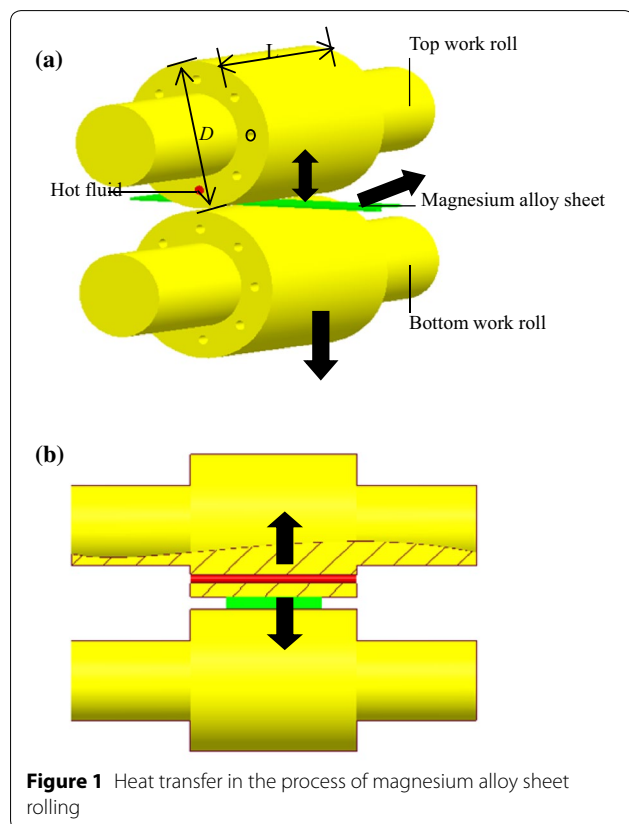 (a)
L
Top work roll
D
Hot fluid
Magnesium alloy sheet
Bottom work roll
(b)
Figure 1 Heat transfer in the process of magnesium alloy sheet
rolling